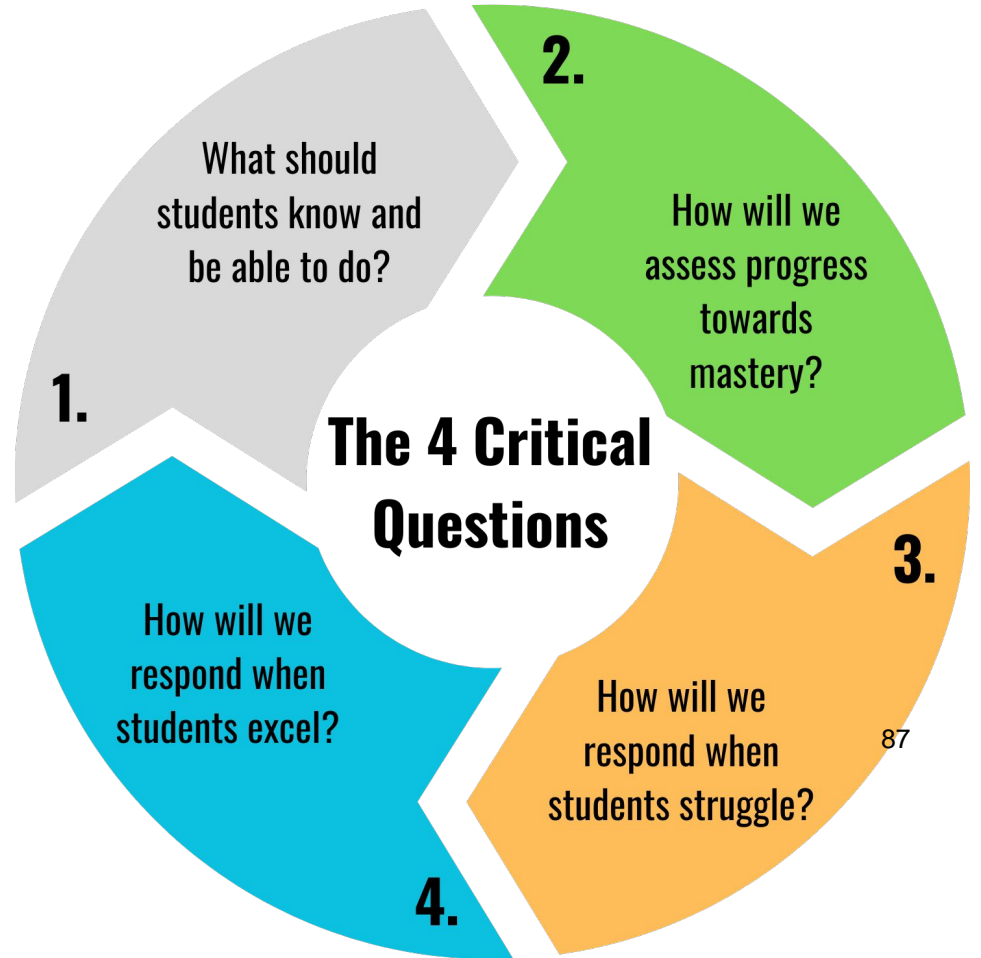 The 4 Critical
Questions
1.
What should
students know and
be able to do?
2.
How will we
assess progress
towards
mastery?
3.
How will we
respond when
students struggle?
87
4.
How will we
respond when
students excel?